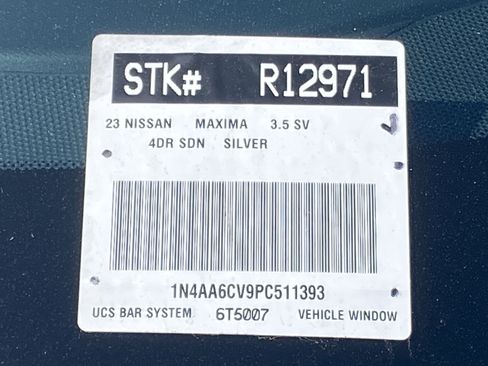 STK# R12971
23 NISSAN MAXIMA 3.5 SV
4DR SDN SILVER
1N4AA6CV9PC511393
UCS BAR SYSTEM 6T5007 VEHICLE WINDOW